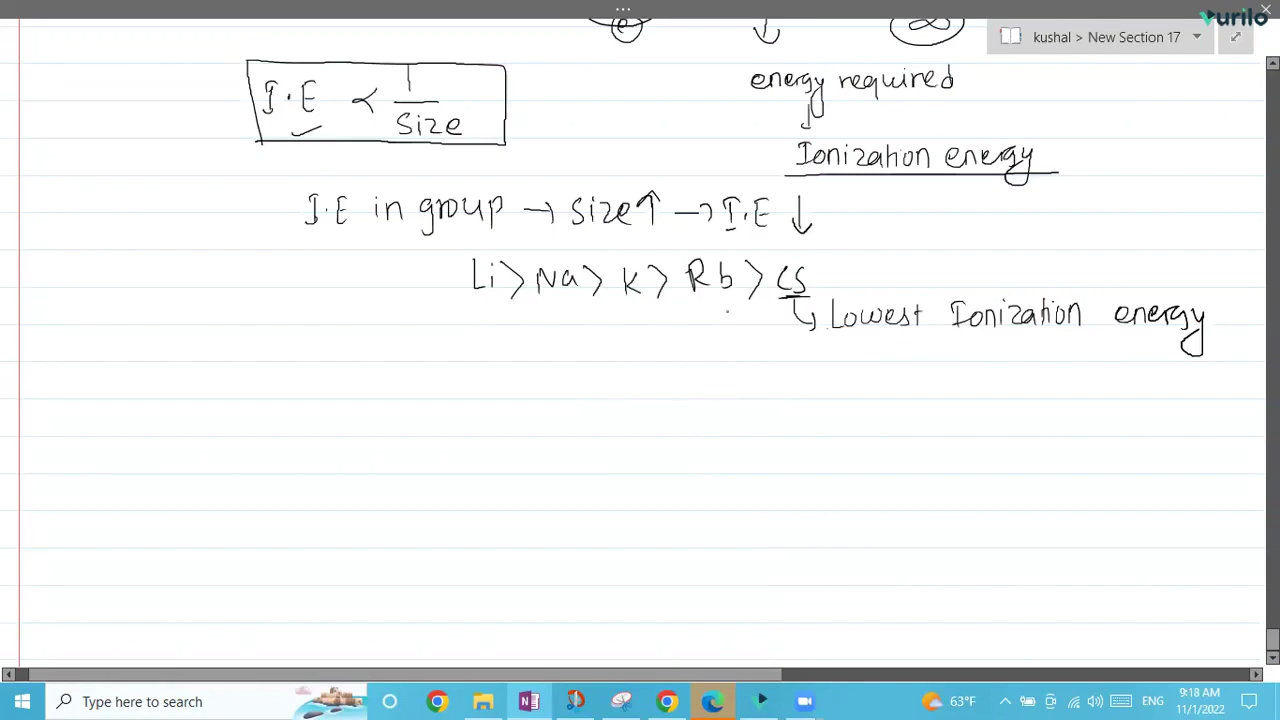 ...
vurilo
e
∞
kushal > New Section 17
energy required
I.E ∝ 1/Size
Ionization energy
I.E in group → Size↑ → I.E ↓
Li > Na > K > Rb > Cs
Lowest Ionization energy
Type here to search
63°F
ENG
9:18 AM
11/1/2022